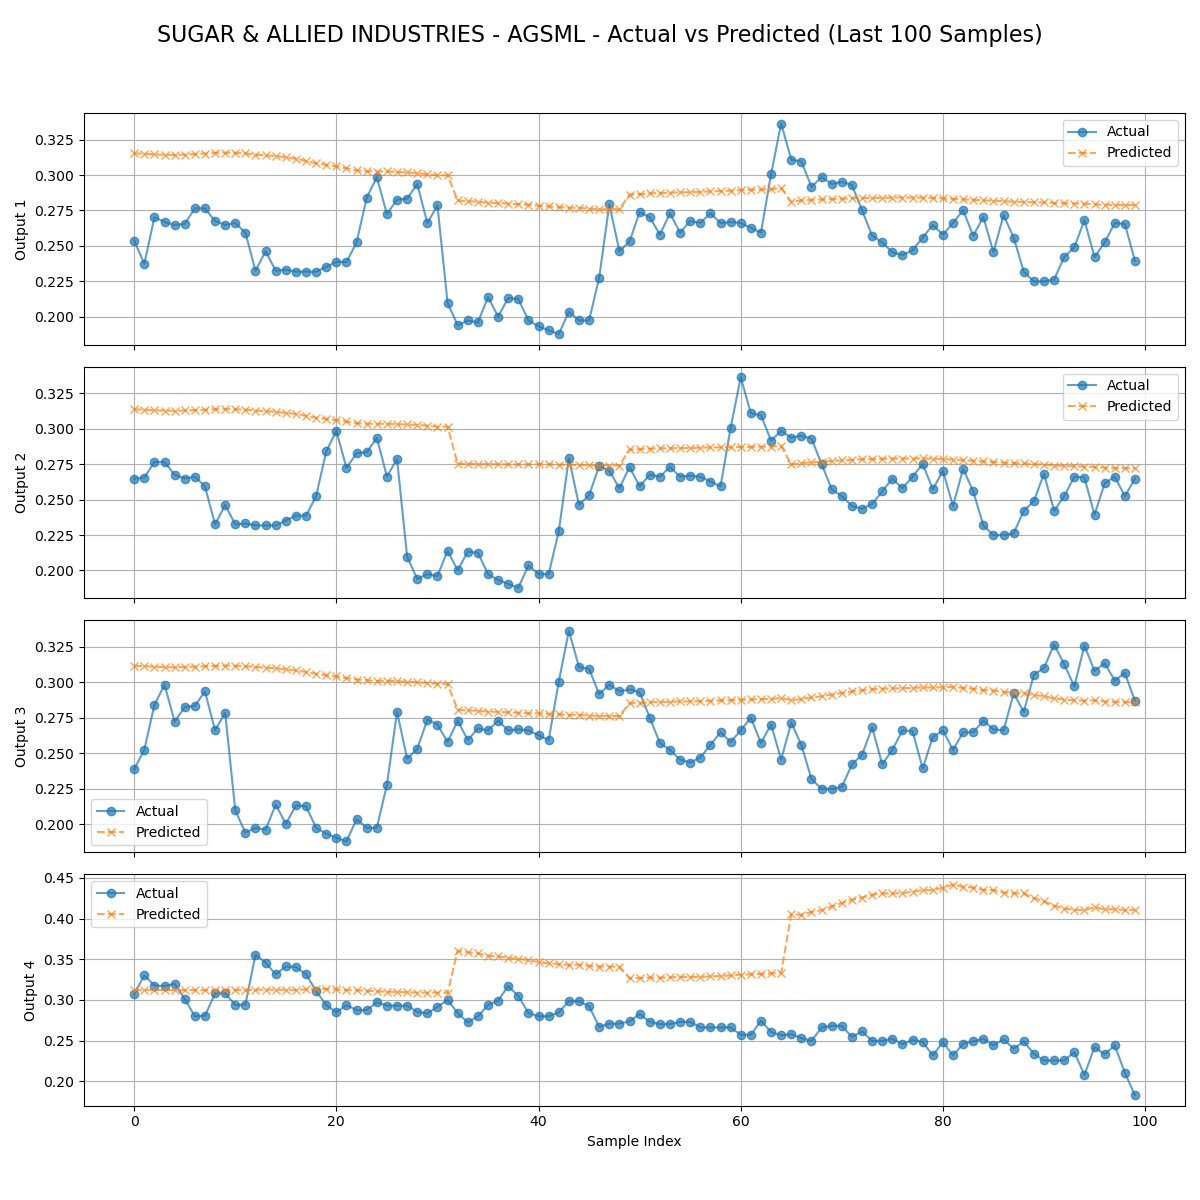 SUGAR & ALLIED INDUSTRIES - AGSML - Actual vs Predicted (Last 100 Samples)
Output 1
0.325
0.300
0.275
0.250
0.225
0.200
Actual
Predicted
Output 2
0.325
0.300
0.275
0.250
0.225
0.200
Actual
Predicted
Output 3
0.325
0.300
0.275
0.250
0.225
0.200
Actual
Predicted
Output 4
0.45
0.40
0.35
0.30
0.25
0.20
Actual
Predicted
0 20 40 60 80 100
Sample Index